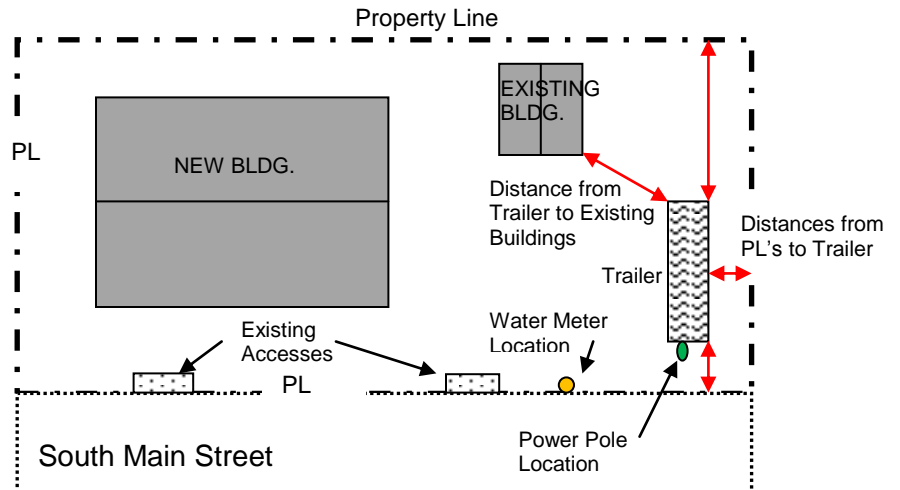 Property Line
EXISTING
BLDG.
PL
NEW BLDG.
Distance from
Trailer to Existing
Buildings
Distances from
PL's to Trailer
Trailer
Existing
Accesses
Water Meter
Location
PL
Power Pole
Location
South Main Street